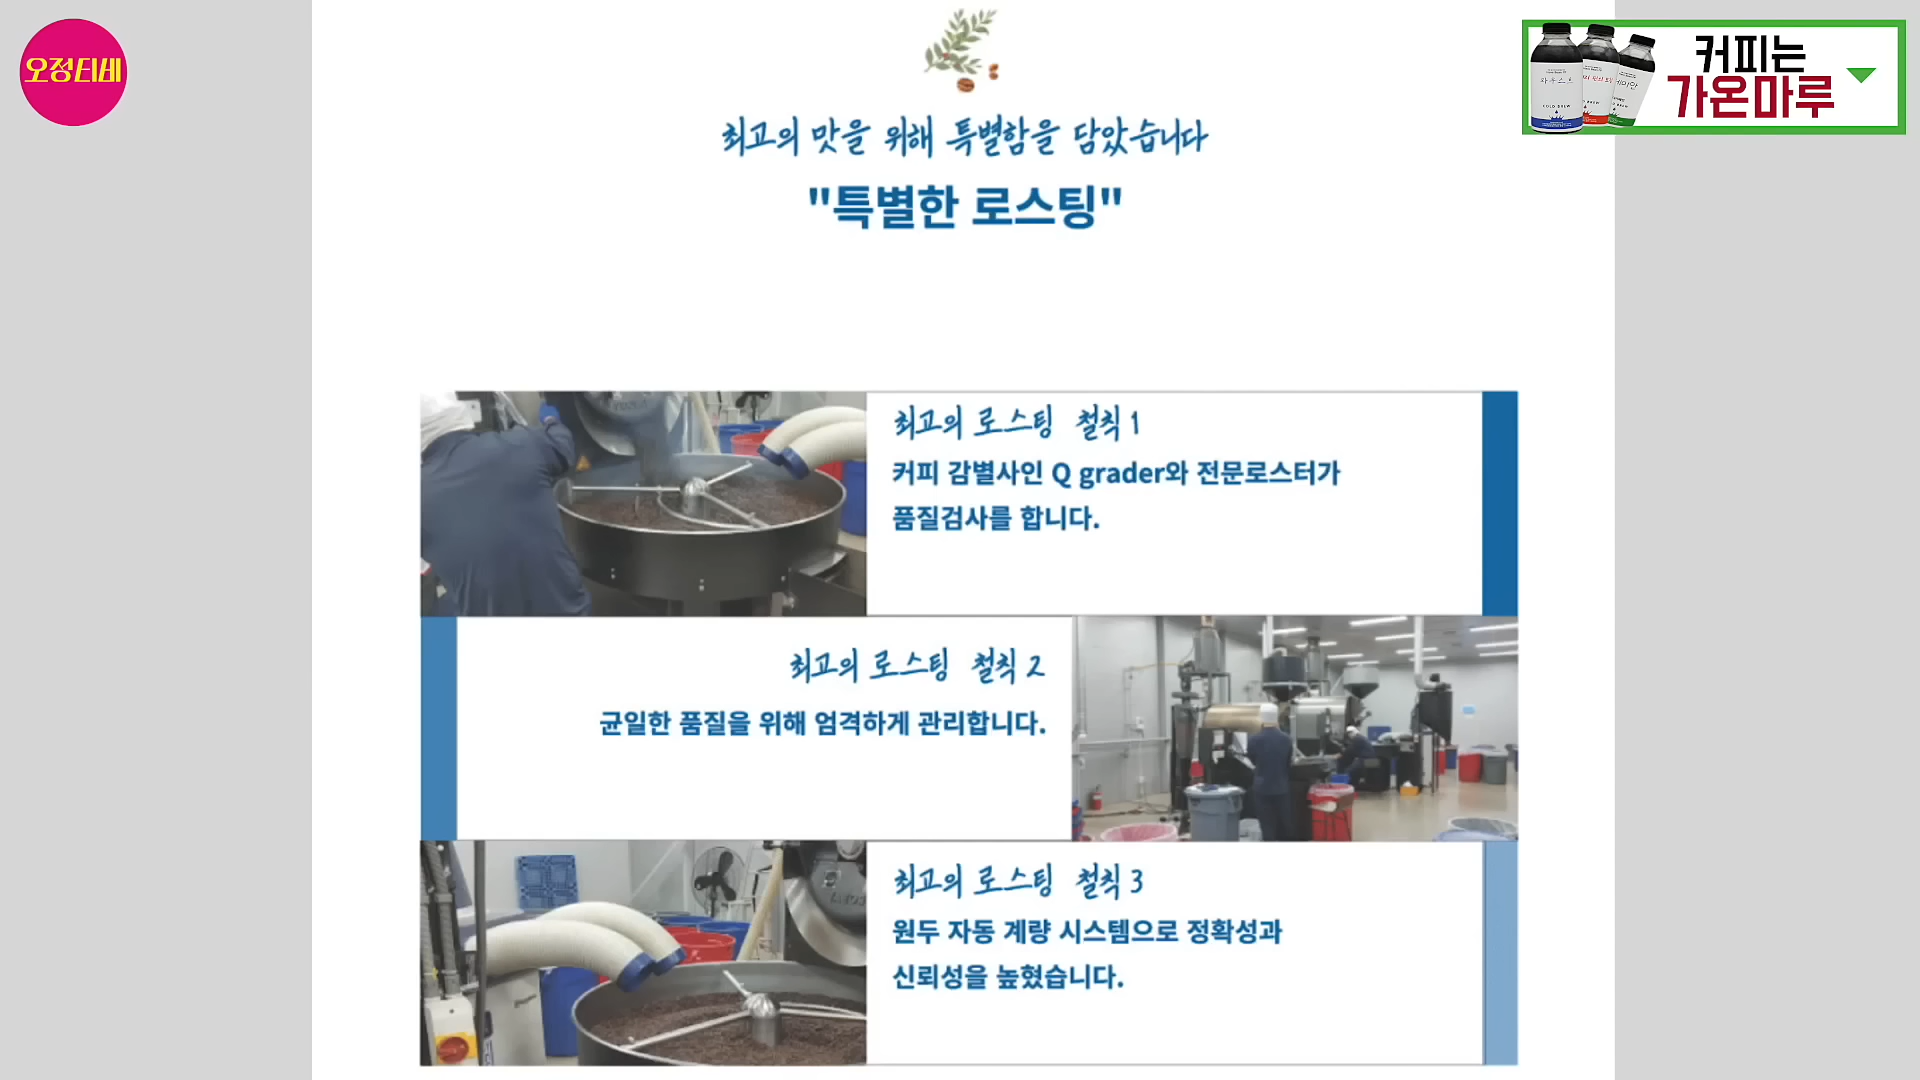 오정티비
커피는
가온마루
COLD BREW
최고의 맛을 위해 특별함을 담았습니다
"특별한 로스팅"
최고의 로스팅 철칙 1
커피 감별사인 Q grader와 전문로스터가
품질검사를 합니다.
최고의 로스팅 철칙 2
균일한 품질을 위해 엄격하게 관리합니다.
최고의 로스팅 철칙 3
원두 자동 계량 시스템으로 정확성과
신뢰성을 높혔습니다.